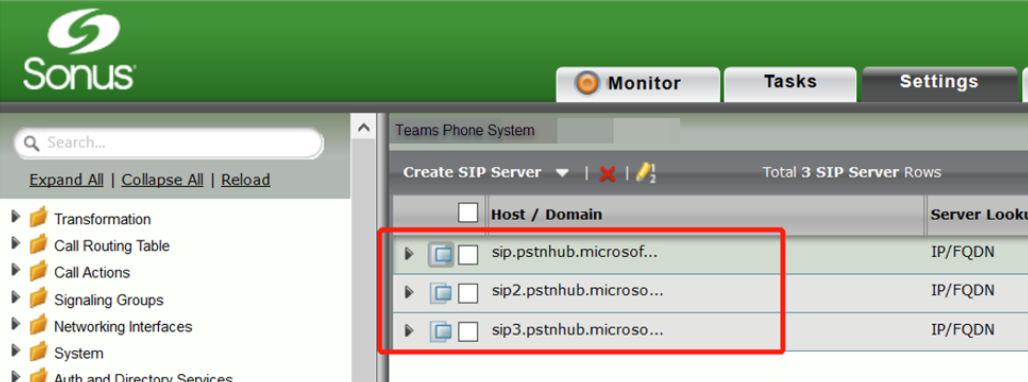 Sonus
Monitor
Tasks
Settings
Search...
Expand All | Collapse All | Reload
Transformation
Call Routing Table
Call Actions
Signaling Groups
Networking Interfaces
System
Auth and Directory Services
Teams Phone System
Create SIP Server | | Total 3 SIP Server Rows
Host / Domain Server Looku
sip.pstnhub.microsof... IP/FQDN
sip2.pstnhub.microso... IP/FQDN
sip3.pstnhub.microso... IP/FQDN